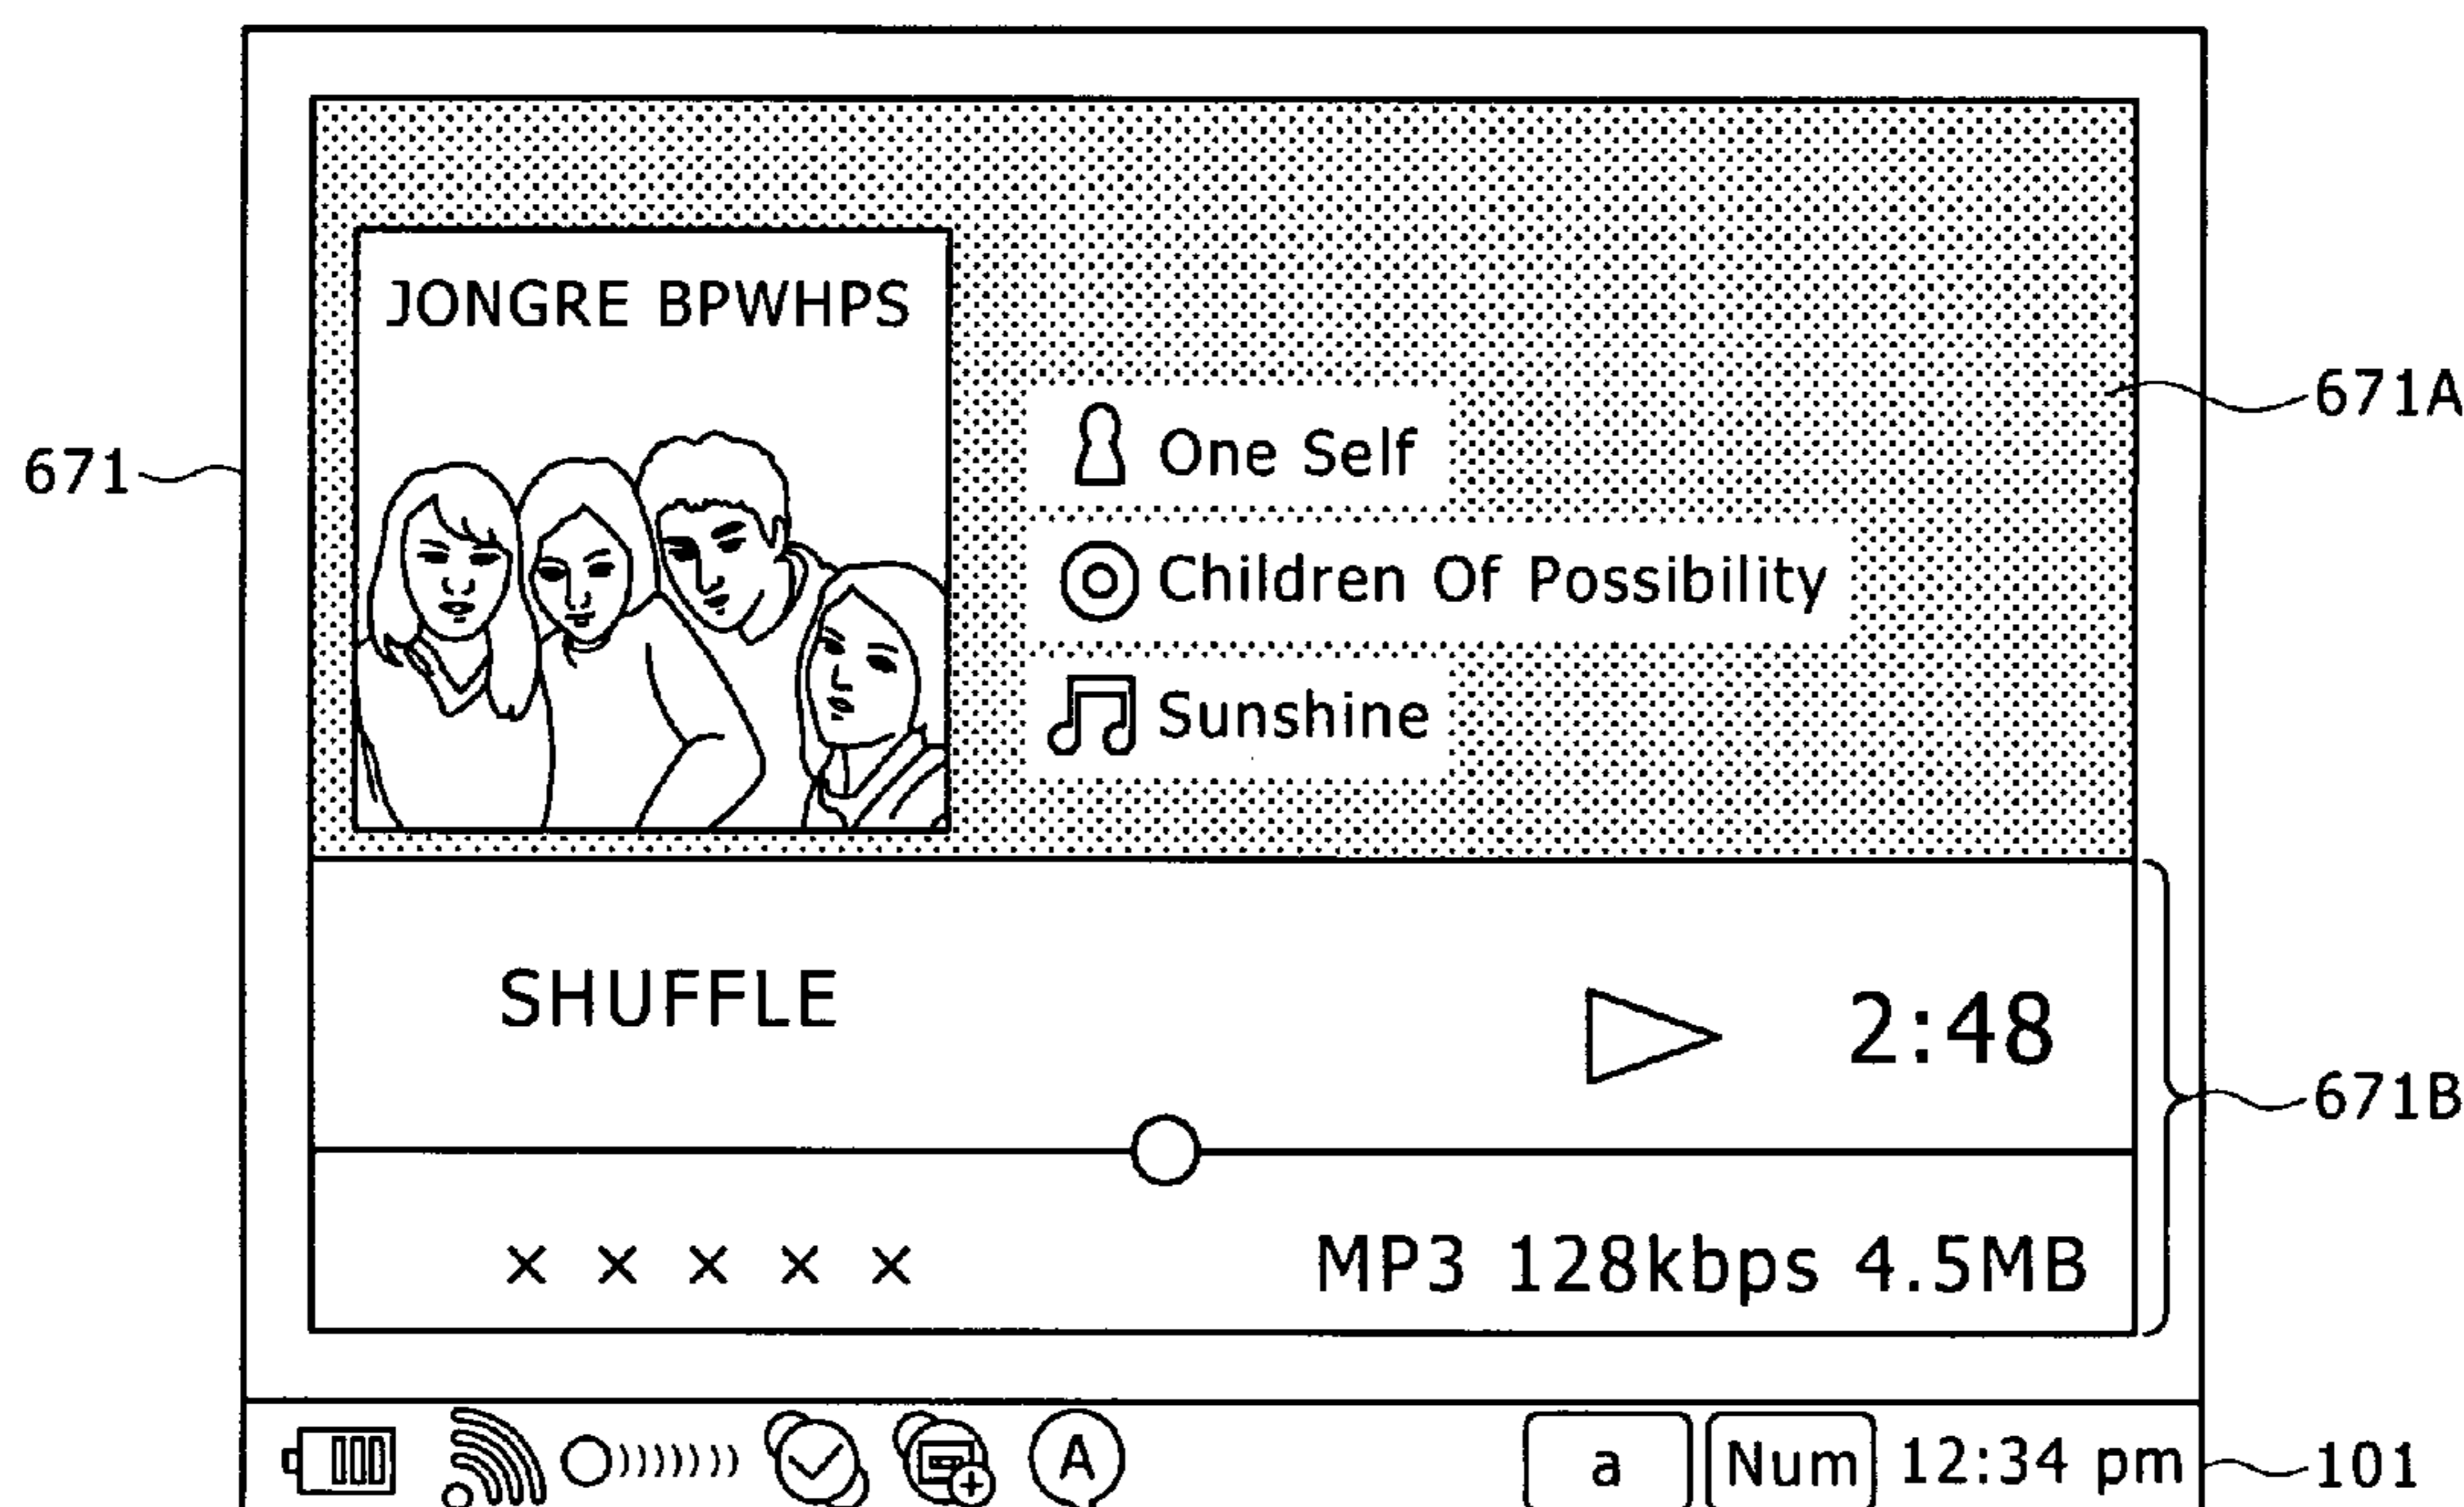 JONGRE BPWHPS
671A
One Self
671
Children Of Possibility
Sunshine
SHUFFLE
2:48
671B
× × × × ×
MP3 128kbps 4.5MB
A
a
Num
12:34 pm
101